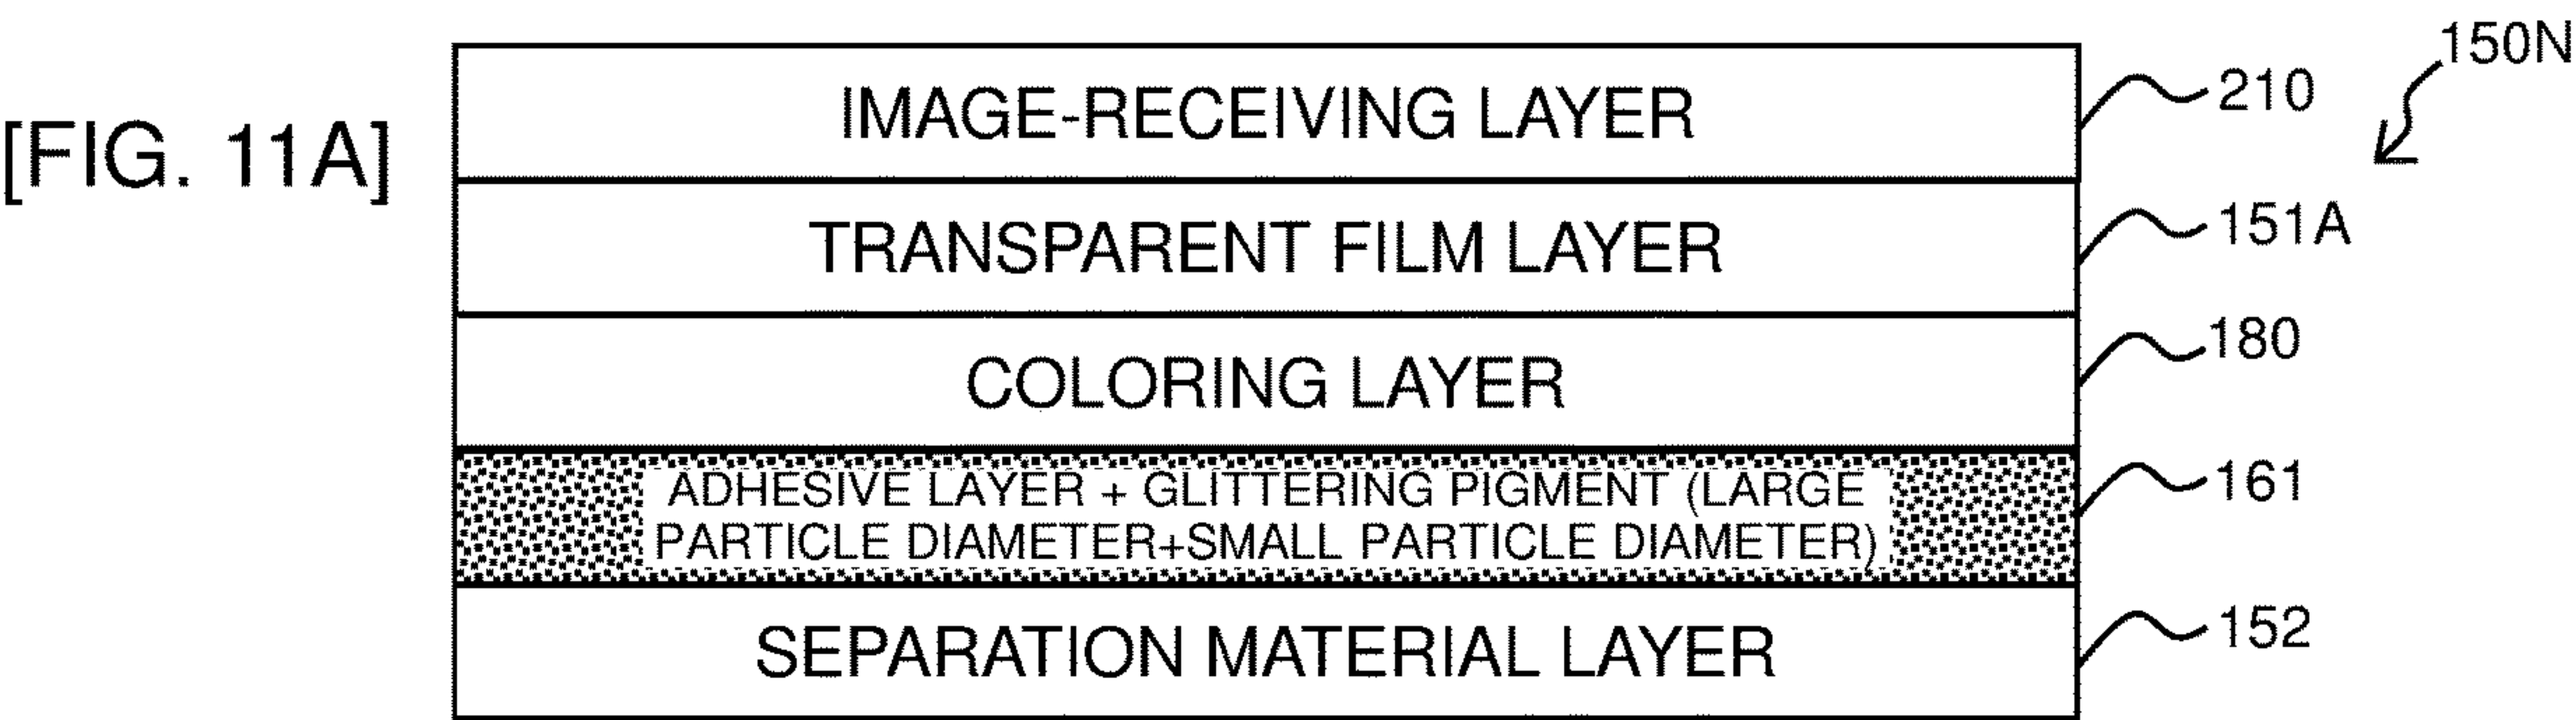 150N
IMAGE-RECEIVING LAYER
210
[FIG. 11A]
TRANSPARENT FILM LAYER
151A
COLORING LAYER
180
ADHESIVE LAYER + GLITTERING PIGMENT (LARGE
PARTICLE DIAMETER+SMALL PARTICLE DIAMETER)
161
SEPARATION MATERIAL LAYER
152